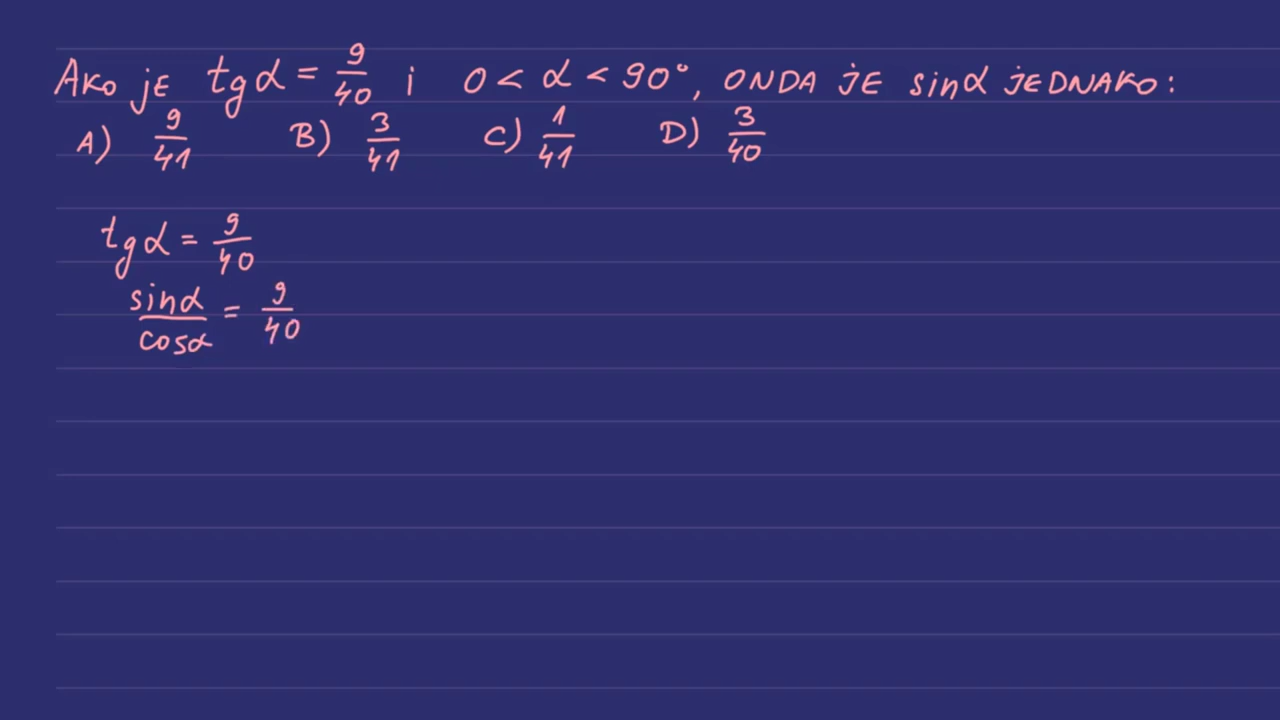 Ako je tgα = 9/40 i 0 < α < 90°, ONDA JE sinα JEDNAKO:
A) 9/41 B) 3/41 C) 1/41 D) 3/40
tgα = 9/40
sinα/cosα = 9/40